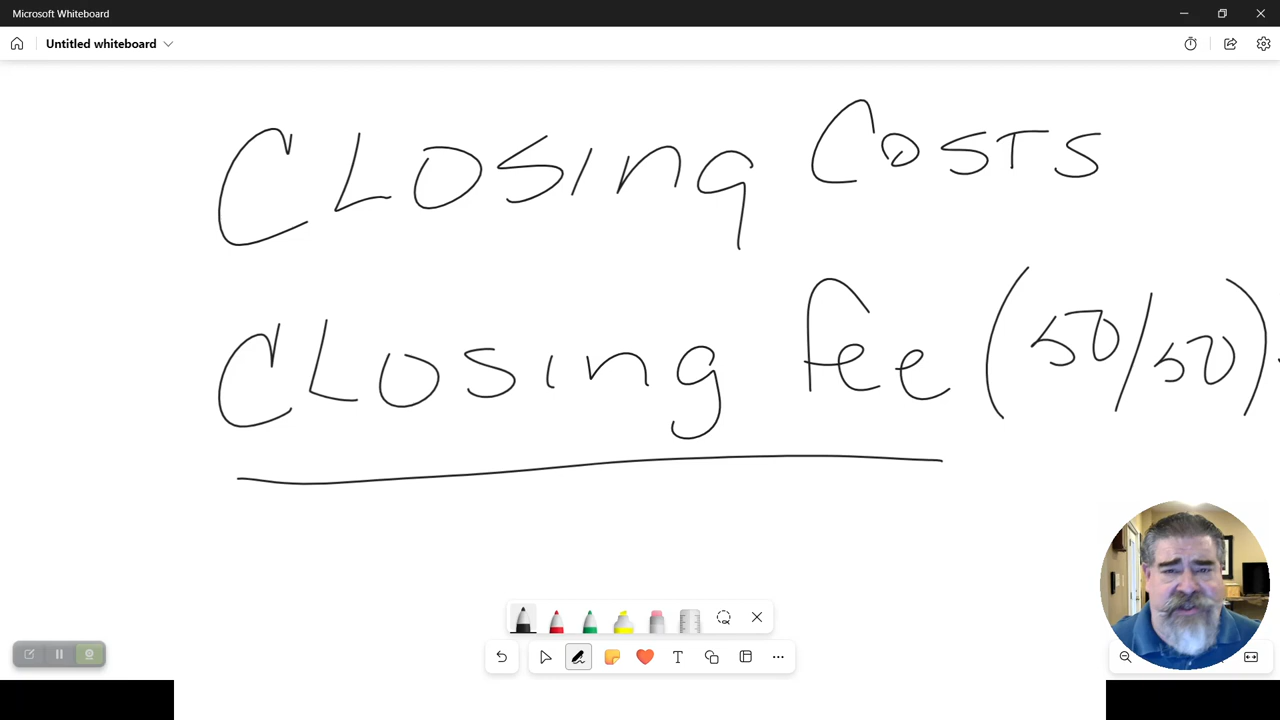 Microsoft Whiteboard
Untitled whiteboard
CLOSING COSTS
CLOSING fee (50/50)